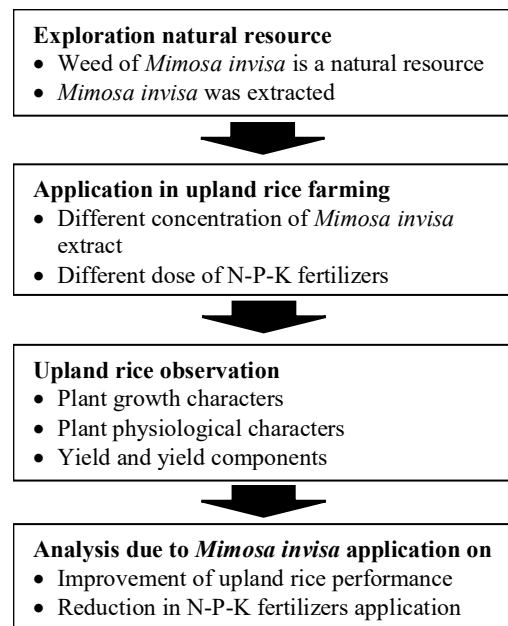 Exploration natural resource
• Weed of Mimosa invisa is a natural resource
• Mimosa invisa was extracted
Application in upland rice farming
• Different concentration of Mimosa invisa
extract
• Different dose of N-P-K fertilizers
Upland rice observation
• Plant growth characters
• Plant physiological characters
• Yield and yield components
Analysis due to Mimosa invisa application on
• Improvement of upland rice performance
• Reduction in N-P-K fertilizers application